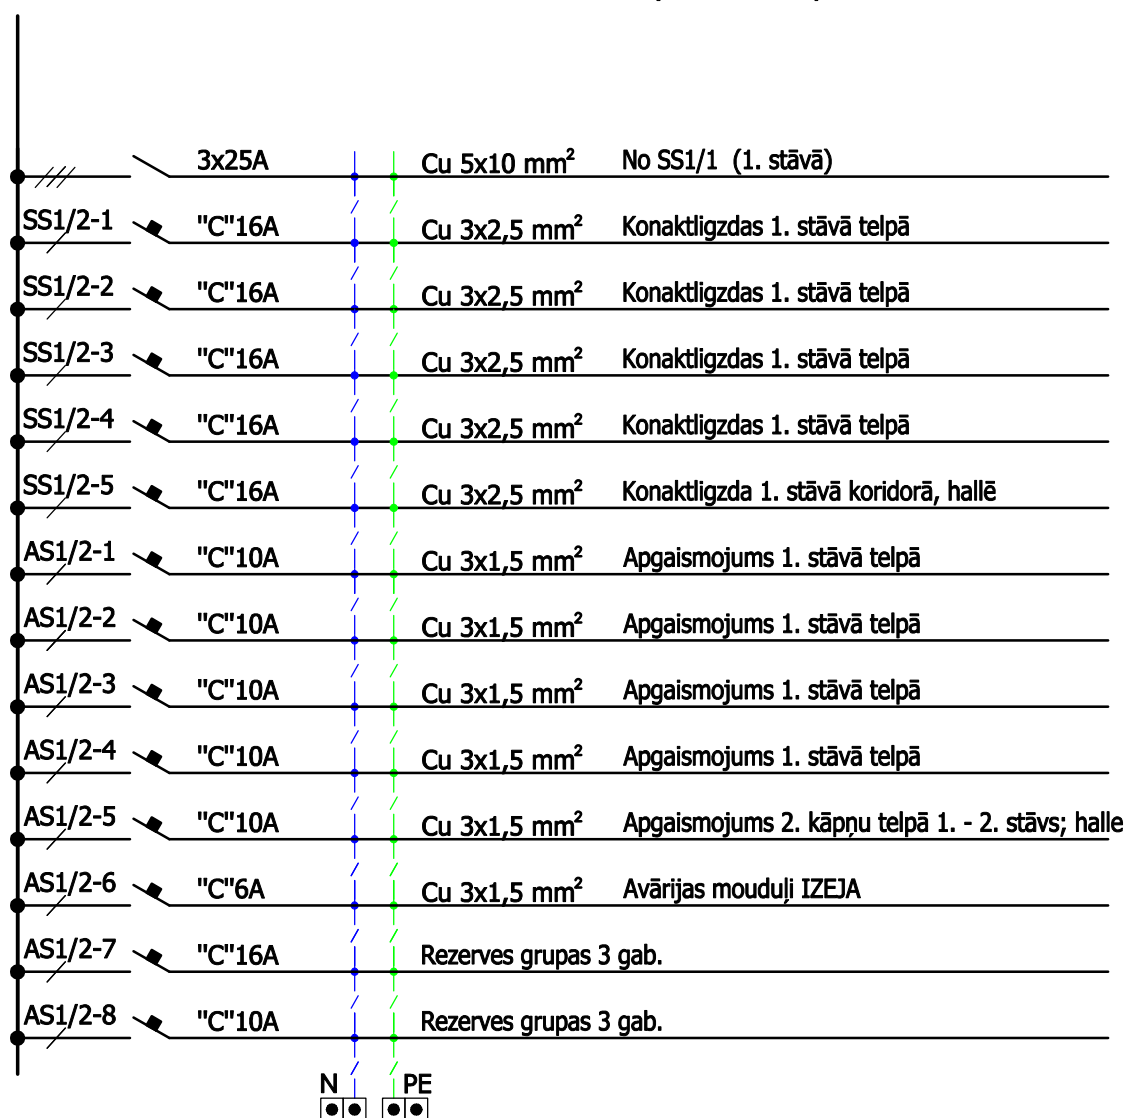 3x25A Cu 5x10 mm² No SS1/1 (1. stāvā)
SS1/2-1 "C"16A Cu 3x2,5 mm² Konaktligzdas 1. stāvā telpā
SS1/2-2 "C"16A Cu 3x2,5 mm² Konaktligzdas 1. stāvā telpā
SS1/2-3 "C"16A Cu 3x2,5 mm² Konaktligzdas 1. stāvā telpā
SS1/2-4 "C"16A Cu 3x2,5 mm² Konaktligzdas 1. stāvā telpā
SS1/2-5 "C"16A Cu 3x2,5 mm² Konaktligzda 1. stāvā koridorā, hallē
AS1/2-1 "C"10A Cu 3x1,5 mm² Apgaismojums 1. stāvā telpā
AS1/2-2 "C"10A Cu 3x1,5 mm² Apgaismojums 1. stāvā telpā
AS1/2-3 "C"10A Cu 3x1,5 mm² Apgaismojums 1. stāvā telpā
AS1/2-4 "C"10A Cu 3x1,5 mm² Apgaismojums 1. stāvā telpā
AS1/2-5 "C"10A Cu 3x1,5 mm² Apgaismojums 2. kāpņu telpā 1. - 2. stāvs; halle
AS1/2-6 "C"6A Cu 3x1,5 mm² Avārijas mouduļi IZEJA
AS1/2-7 "C"16A Rezerves grupas 3 gab.
AS1/2-8 "C"10A Rezerves grupas 3 gab.
N PE